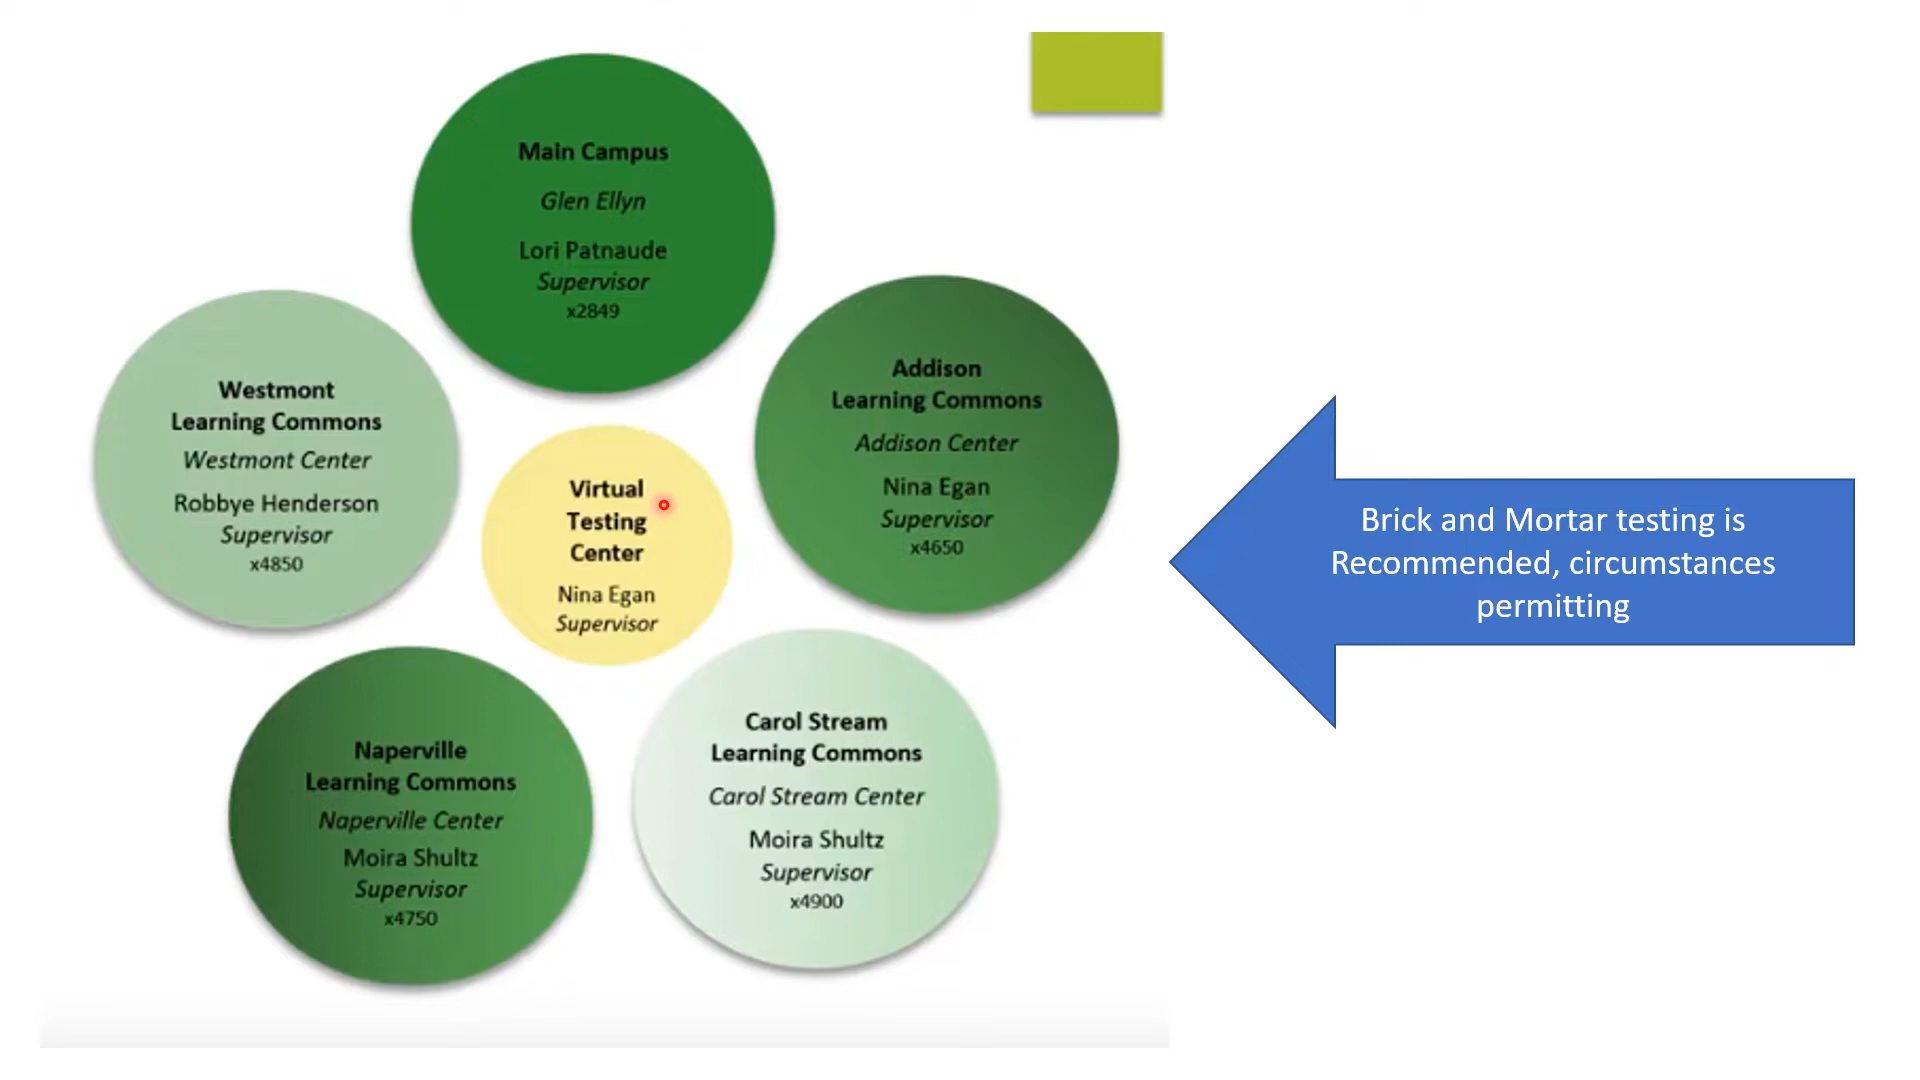 Main Campus
Glen Ellyn
Lori Patnaude
Supervisor
x2849
Westmont
Learning Commons
Westmont Center
Robbye Henderson
Supervisor
x4850
Addison
Learning Commons
Addison Center
Nina Egan
Supervisor
x4650
Virtual
Testing
Center
Nina Egan
Supervisor
Naperville
Learning Commons
Naperville Center
Moira Shultz
Supervisor
x4750
Carol Stream
Learning Commons
Carol Stream Center
Moira Shultz
Supervisor
x4900
Brick and Mortar testing is
Recommended, circumstances
permitting